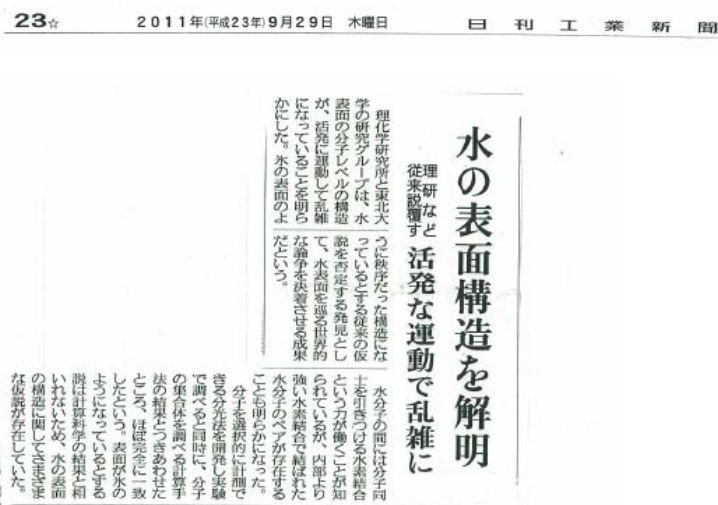 23☆ 2011年(平成23年)9月29日 木曜日 日刊工業新聞
水の表面構造を解明
理研など
従来説覆す
活発な運動で乱雑に
理化学研究所と東北大
学の研究グループは、水
表面の分子レベルの構造
が、活発に運動して乱雑
になっていることを明ら
かにした。氷の表面のよ
うに秩序だった構造にな
っているとする従来の仮
説を否定する発見とし
て、水表面を巡る世界的
な論争を決着させる成果
だという。
水分子の間には分子同
士を引きつける水素結合
という力が働くことが知
られているが、内部より
強い水素結合で結ばれた
水分子のペアが存在する
ことも明らかになった。
分子を選択的に計測で
きる分光法を開発し実験
で調べると同時に、分子
の集合体を調べる計算手
法の結果とつきあわせた
ところ、ほぼ完全に一致
したという。表面が氷の
ようになっているとする
説は計算科学の結果と相
いれないため、水の表面
の構造に関してさまざま
な仮説が存在していた。